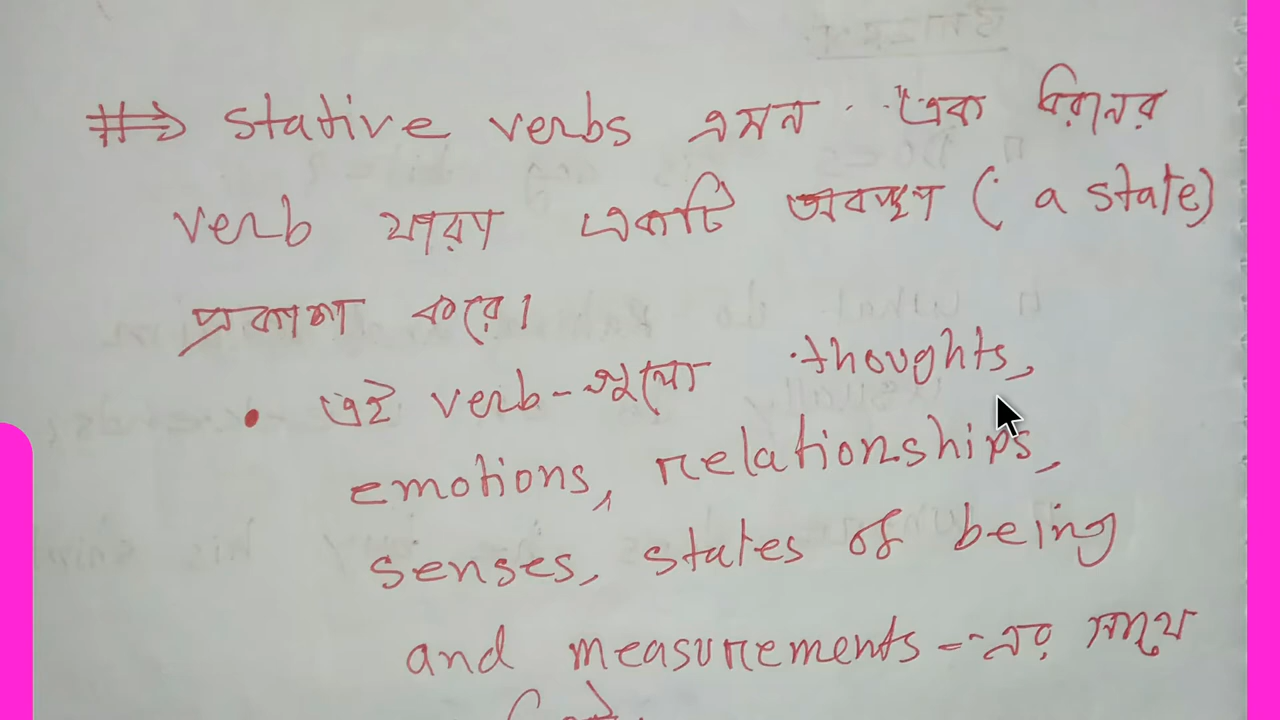 ⇒ stative verbs এমন এক ধরনের
verb যারা একটি অবস্থা (a state)
প্রকাশ করে।
• এই verb-গুলো thoughts,
emotions, relationships,
senses, states of being
and measurements-এর সাথে